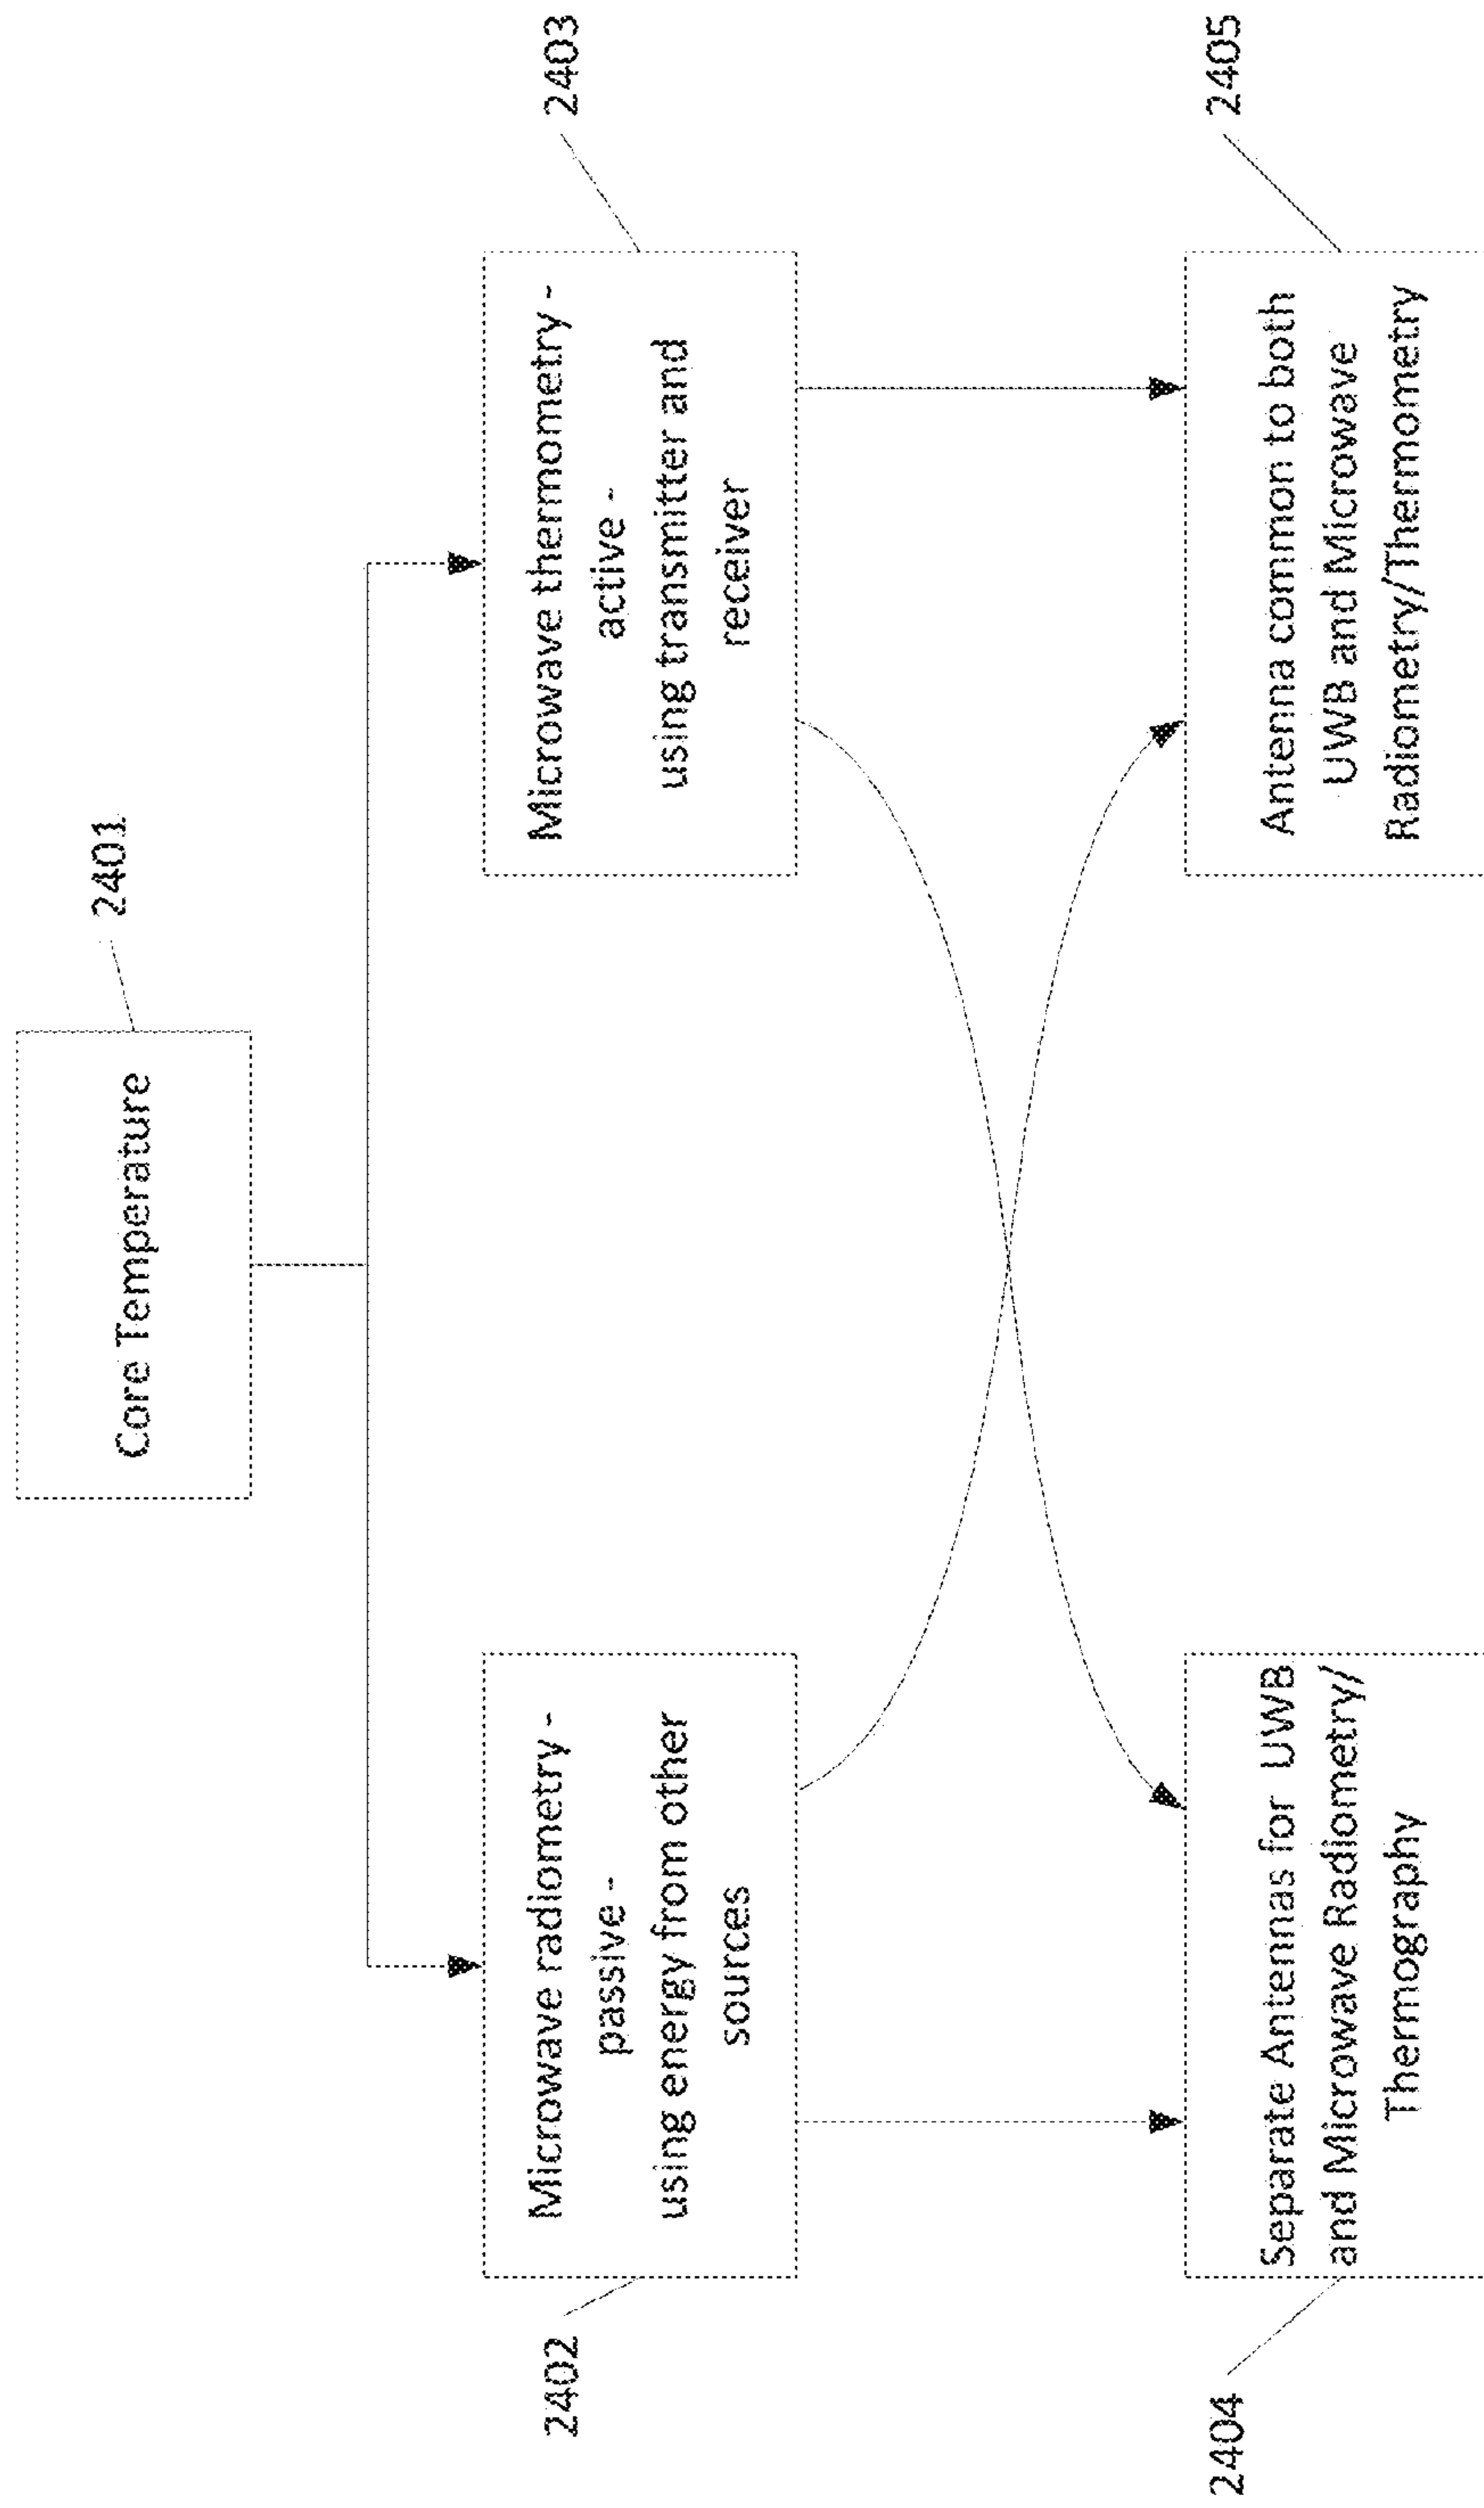 Core Temperature
2401
Microwave radiometry -
passive -
using energy from other
sources
2402
Microwave thermometry -
active -
using transmitter and
receiver
2403
Separate Antennas for UWB
and Microwave Radiometry/
Thermography
2404
Antenna common to both
UWB and Microwave
Radiometry/Thermometry
2405